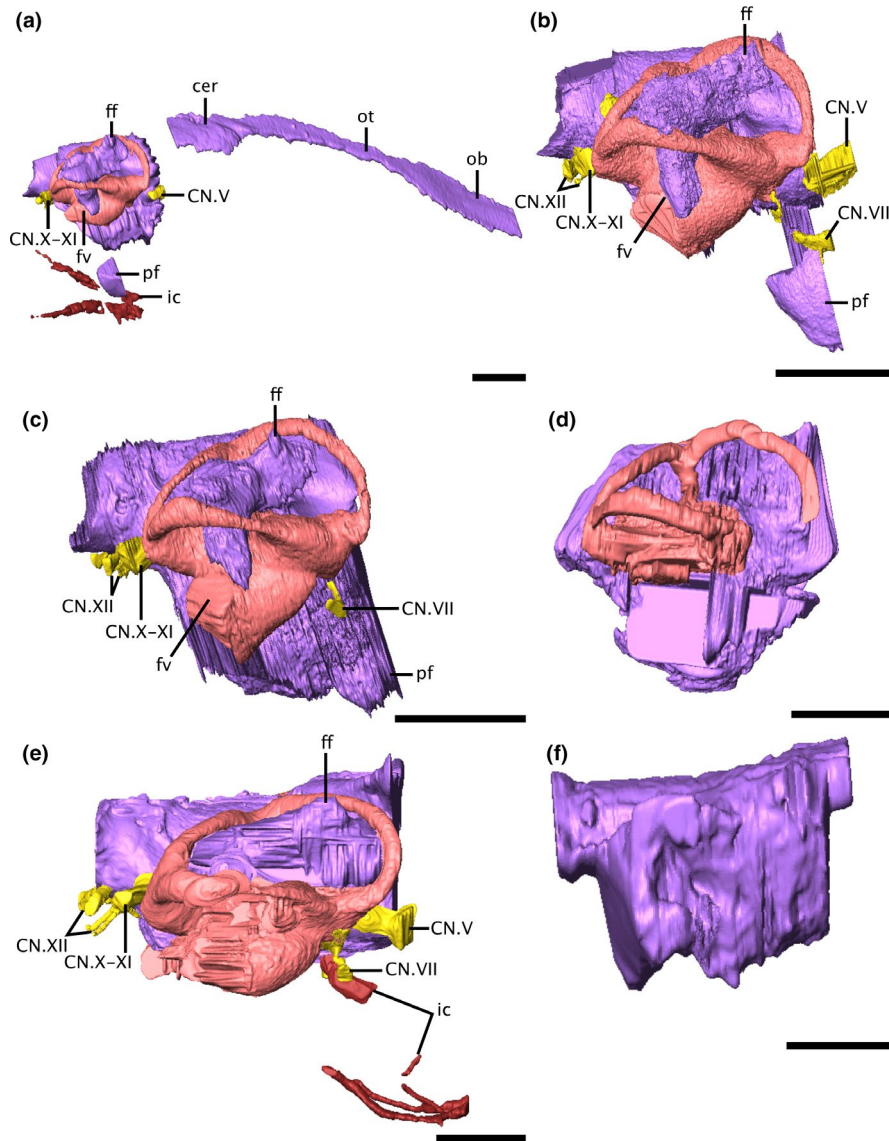 (a)
cer
ff
ot
ob
CN.V
CN.X–XI
fv
pf
ic
(b)
ff
CN.V
CN.XII
CN.X–XI
CN.VII
fv
pf
(c)
ff
CN.XII
CN.X–XI
CN.VII
fv
pf
(d)
(e)
ff
CN.XII
CN.V
CN.X–XI
CN.VII
ic
(f)